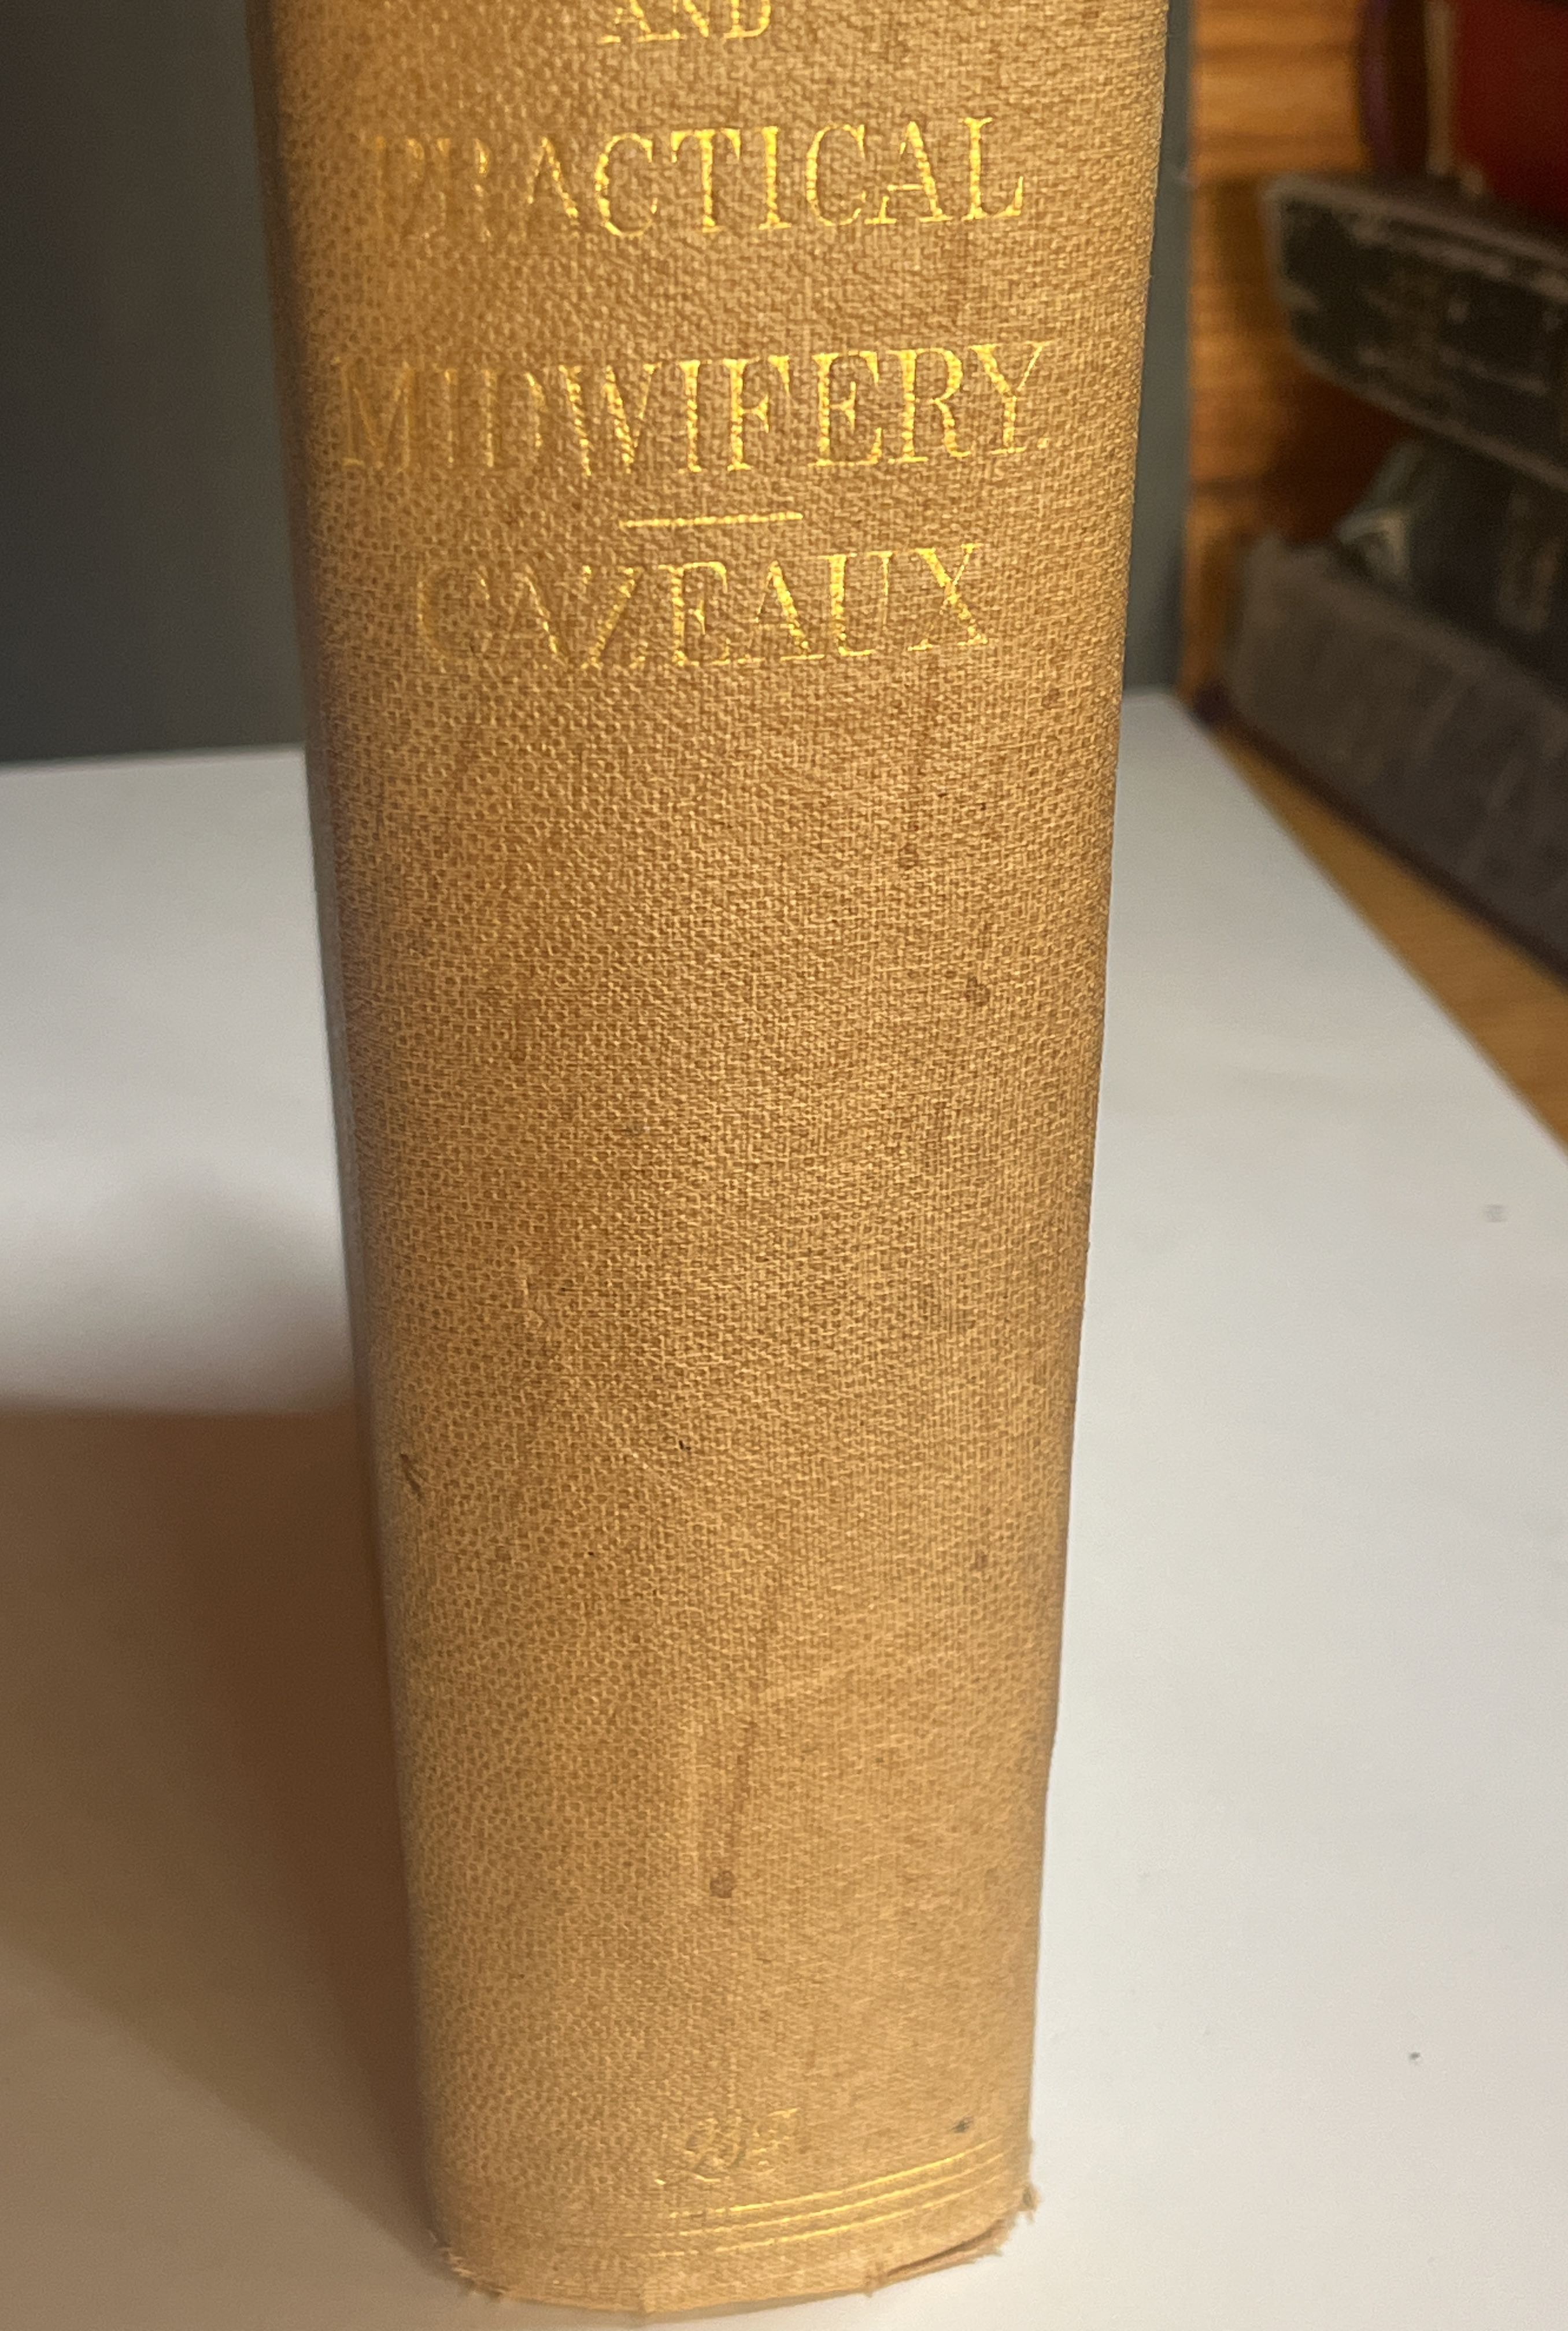 AND
PRACTICAL
MIDWIFERY.
CAZEAUX